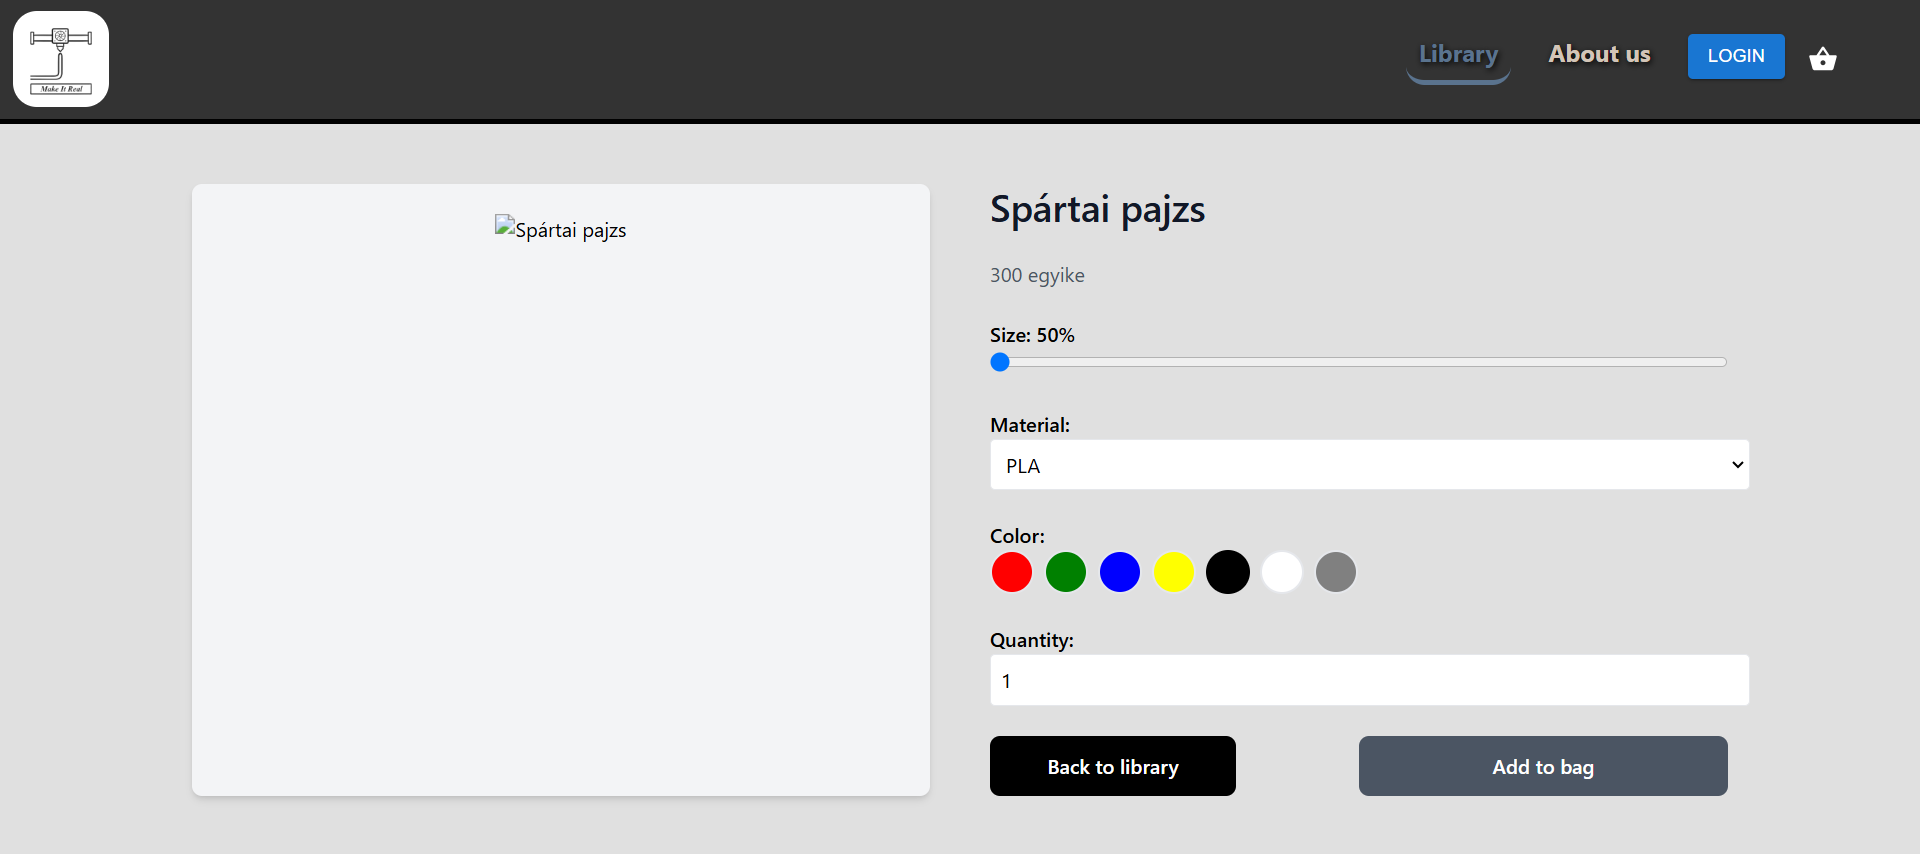 Make It Real
Library
About us
LOGIN
Spártai pajzs
Spártai pajzs
300 egyike
Size: 50%
Material:
PLA
Color:
Quantity:
1
Back to library
Add to bag